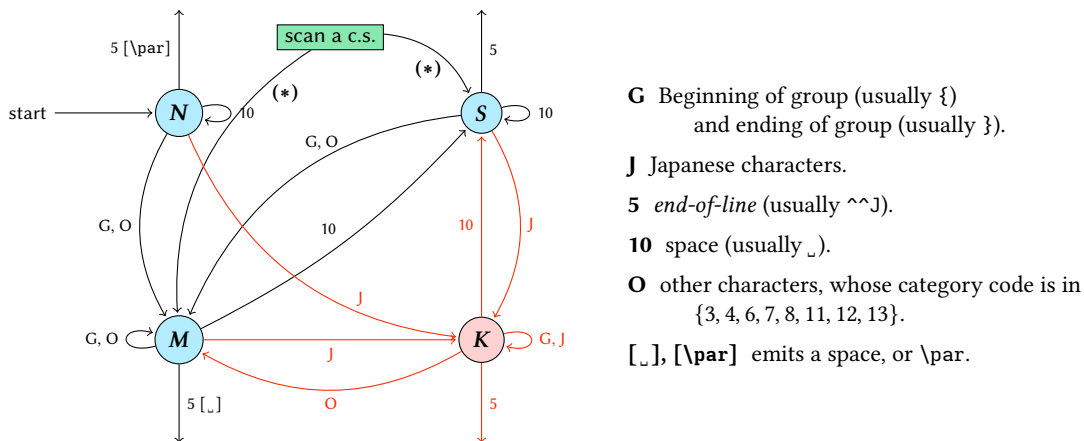 scan a c.s.
5 [\par]
5
(∗)
(∗)
start
N
10
S
10
G, O
G, O
J
10
10
J
G, O
M
J
K
G, J
O
5 [␣]
5
G Beginning of group (usually {)
and ending of group (usually }).
J Japanese characters.
5 end-of-line (usually ^^J).
10 space (usually ␣).
O other characters, whose category code is in
{3, 4, 6, 7, 8, 11, 12, 13}.
[␣], [\par] emits a space, or \par.